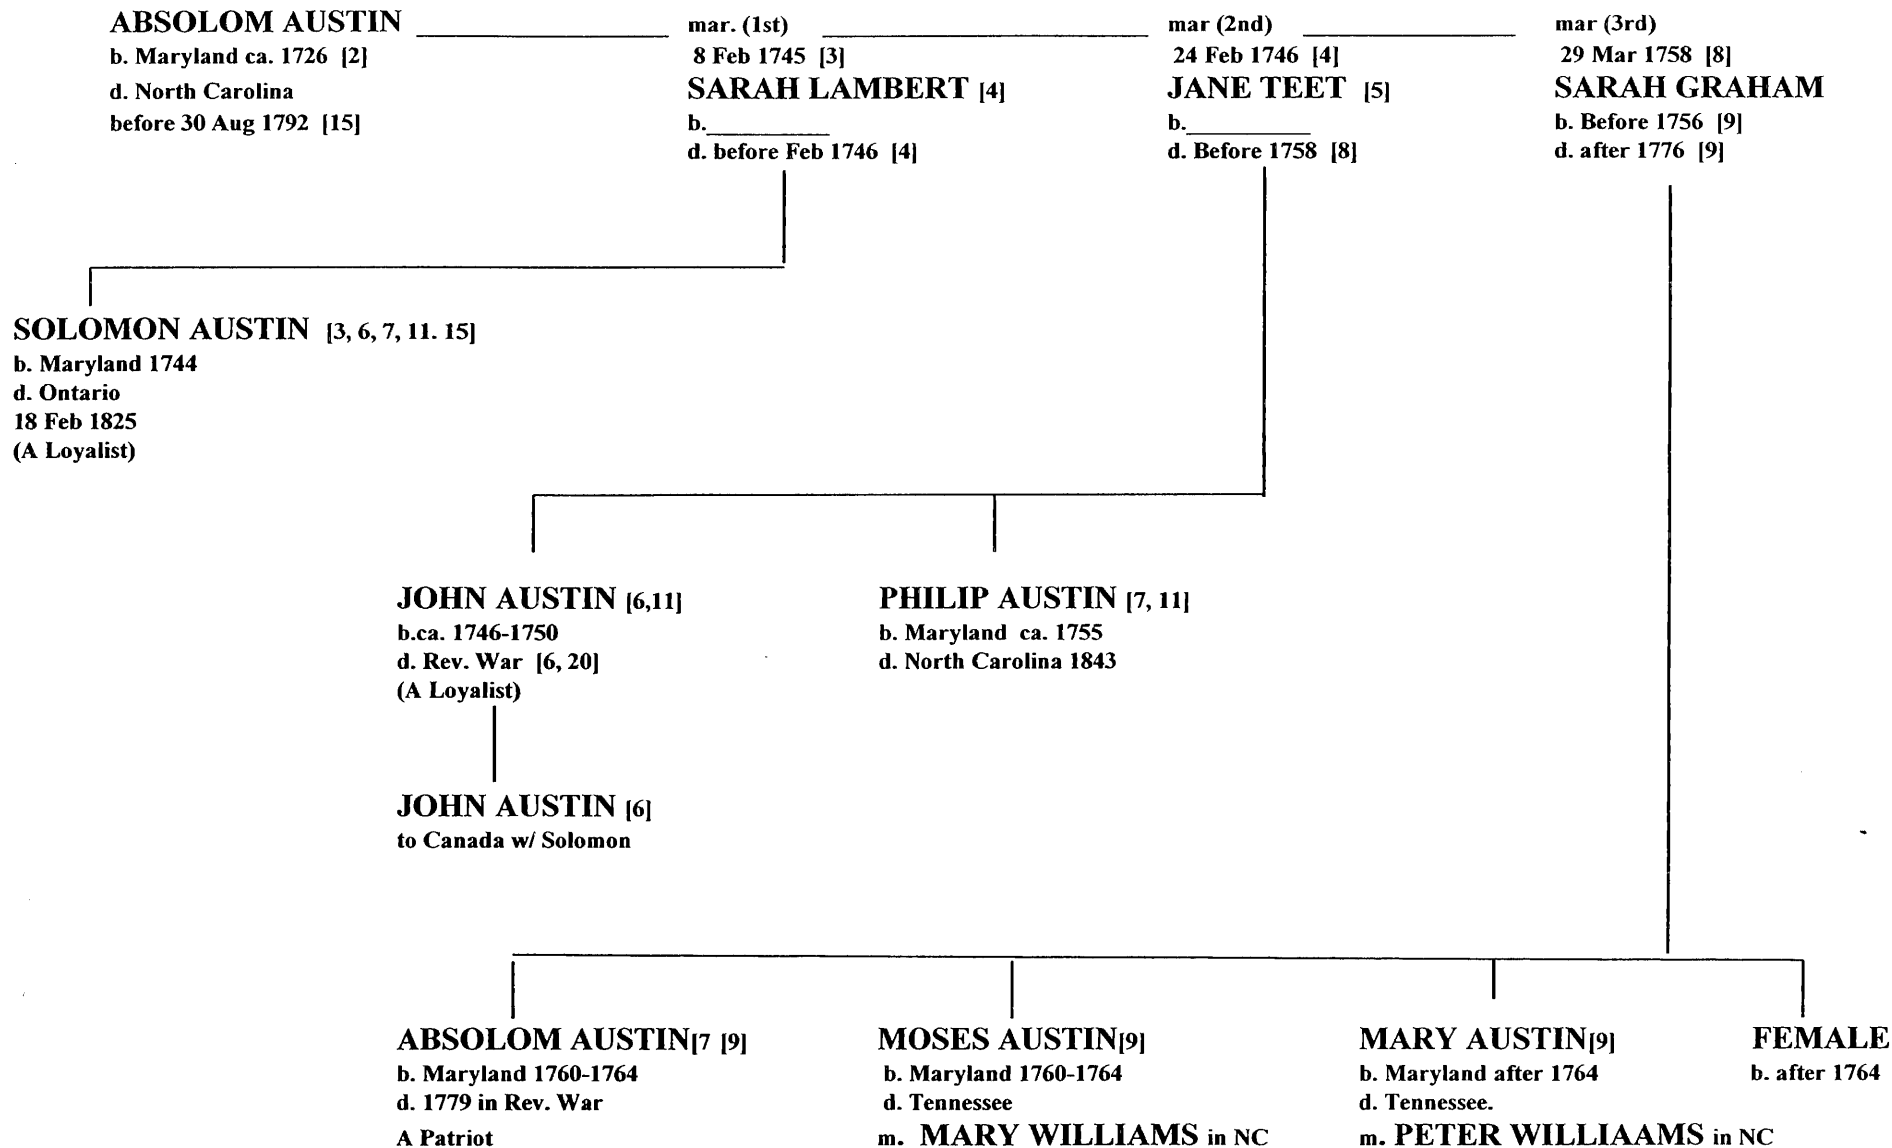 ABSOLOM AUSTIN
b. Maryland ca. 1726 [2]
d. North Carolina
before 30 Aug 1792 [15]
mar. (1st)
8 Feb 1745 [3]
SARAH LAMBERT [4]
b.
d. before Feb 1746 [4]
mar (2nd)
24 Feb 1746 [4]
JANE TEET [5]
b.
d. Before 1758 [8]
mar (3rd)
29 Mar 1758 [8]
SARAH GRAHAM
b. Before 1756 [9]
d. after 1776 [9]
SOLOMON AUSTIN [3, 6, 7, 11. 15]
b. Maryland 1744
d. Ontario
18 Feb 1825
(A Loyalist)
JOHN AUSTIN [6,11]
b.ca. 1746-1750
d. Rev. War [6, 20]
(A Loyalist)
PHILIP AUSTIN [7, 11]
b. Maryland ca. 1755
d. North Carolina 1843
JOHN AUSTIN [6]
to Canada w/ Solomon
ABSOLOM AUSTIN[7 [9]
b. Maryland 1760-1764
d. 1779 in Rev. War
A Patriot
MOSES AUSTIN[9]
b. Maryland 1760-1764
d. Tennessee
m. MARY WILLIAMS in NC
MARY AUSTIN[9]
b. Maryland after 1764
d. Tennessee.
m. PETER WILLIAAMS in NC
FEMALE
b. after 1764